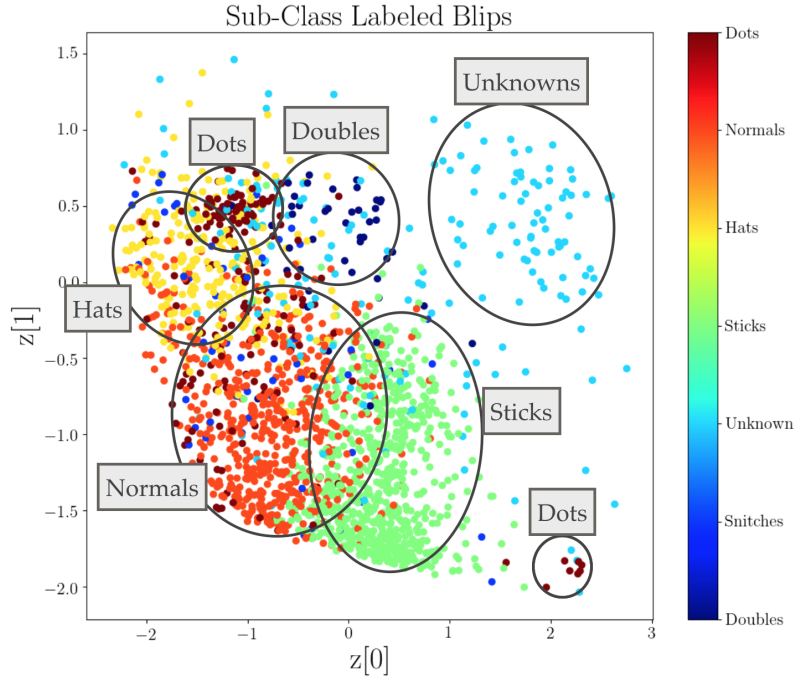 Sub-Class Labeled Blips
1.5
1.0
0.5
0.0
−0.5
−1.0
−1.5
−2.0
z[1]
Unknowns
Dots
Doubles
Hats
Sticks
Normals
Dots
−2
−1
0
1
2
3
z[0]
Dots
Normals
Hats
Sticks
Unknown
Snitches
Doubles